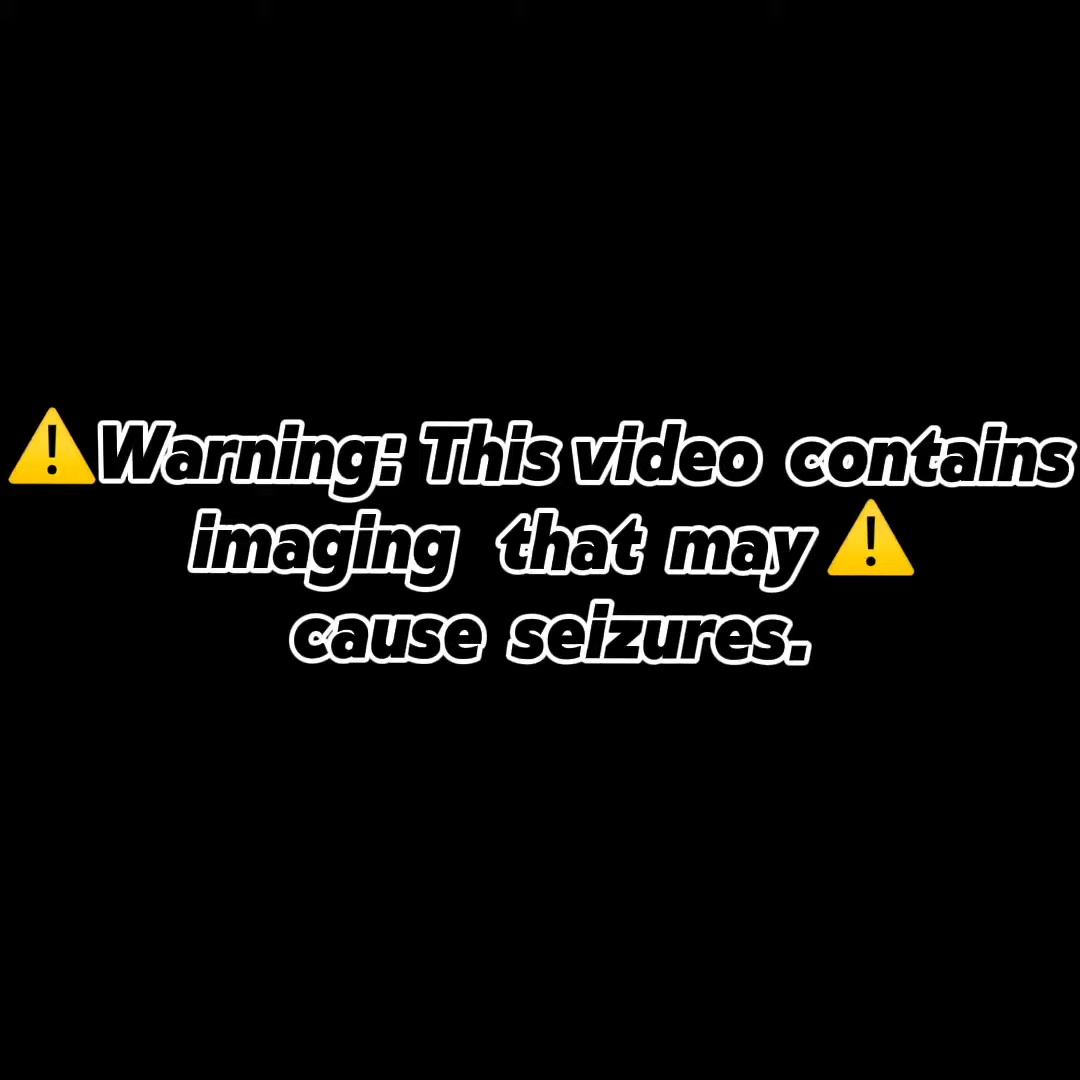 ⚠️Warning: This video contains
imaging that may ⚠️
cause seizures.